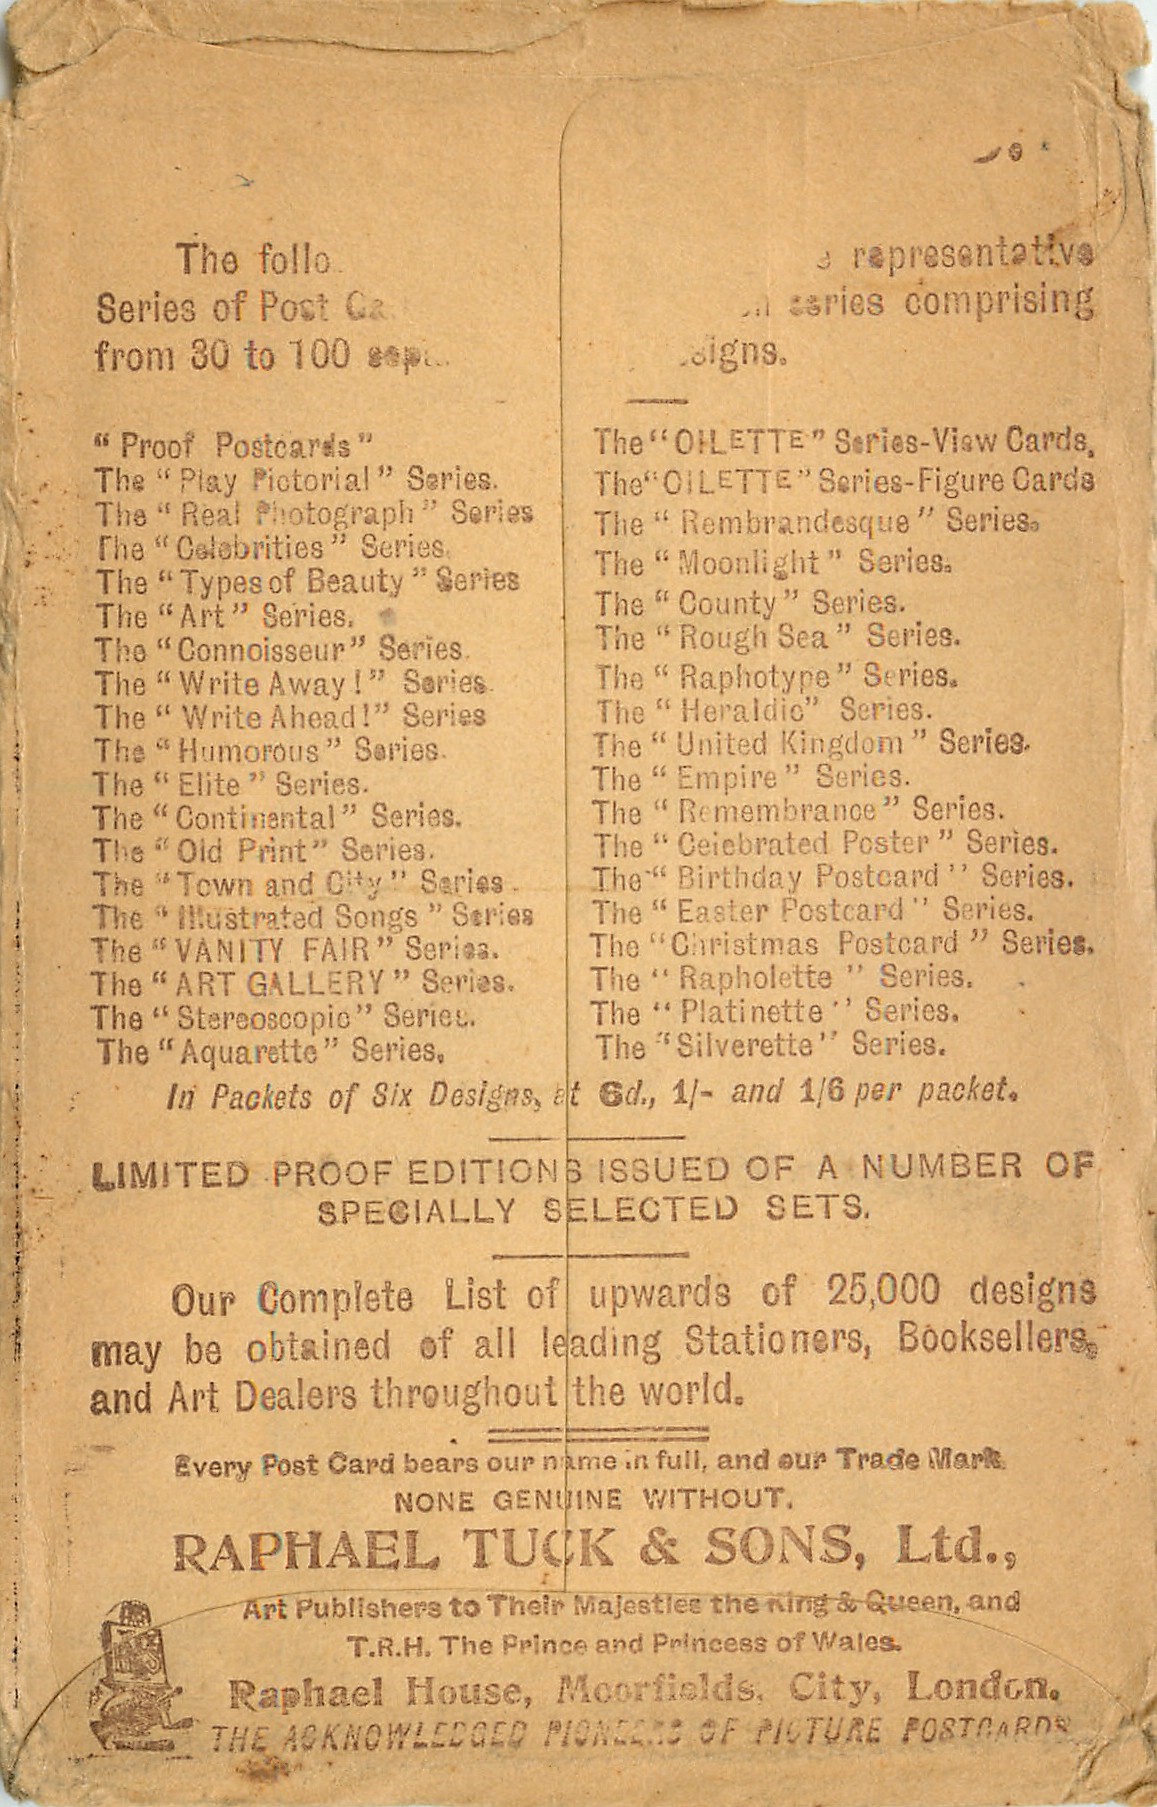 The
representative
Series of Post
series comprising
from 30 to 100
"Proof Postcards"
The "Play Pictorial" Series.
The "Real Photograph" Series
The "Celebrities" Series.
The "Types of Beauty" Series
The "Art" Series.
The "Connoisseur" Series.
The "Write Away!" Series.
The "Write Ahead!" Series
The "Humorous" Series.
The "Elite" Series.
The "Continental" Series.
The "Old Print" Series.
The "Town and City" Series.
The "Illustrated Songs" Series
The "VANITY FAIR" Series.
The "ART GALLERY" Series.
The "Stereoscopic" Series.
The "Aquarette" Series.
The "OILETTE" Series-View Cards.
The "OILETTE" Series-Figure Cards
The "Rembrandesque" Series.
The "Moonlight" Series.
The "County" Series.
The "Rough Sea" Series.
The "Raphotype" Series.
The "Heraldic" Series.
The "United Kingdom" Series.
The "Empire" Series.
The "Remembrance" Series.
The "Celebrated Poster" Series.
The "Birthday Postcard" Series.
The "Easter Postcard" Series.
The "Christmas Postcard" Series.
The "Rapholette" Series.
The "Platinette" Series.
The "Silverette" Series.
In Packets of Six Designs, at 6d., 1/- and 1/6 per packet.
LIMITED PROOF EDITIONS ISSUED OF A NUMBER OF
SPECIALLY SELECTED SETS.
Our Complete List of upwards of 25,000 designs
may be obtained of all leading Stationers, Booksellers,
and Art Dealers throughout the world.
Every Post Card bears our name in full, and our Trade Mark.
NONE GENUINE WITHOUT.
RAPHAEL TUCK & SONS, Ltd.,
Art Publishers to Their Majesties the King & Queen, and
T.R.H. The Prince and Princess of Wales.
Raphael House, Moorfields, City, London.
THE ACKNOWLEDGED PIONEERS OF PICTURE POSTCARDS